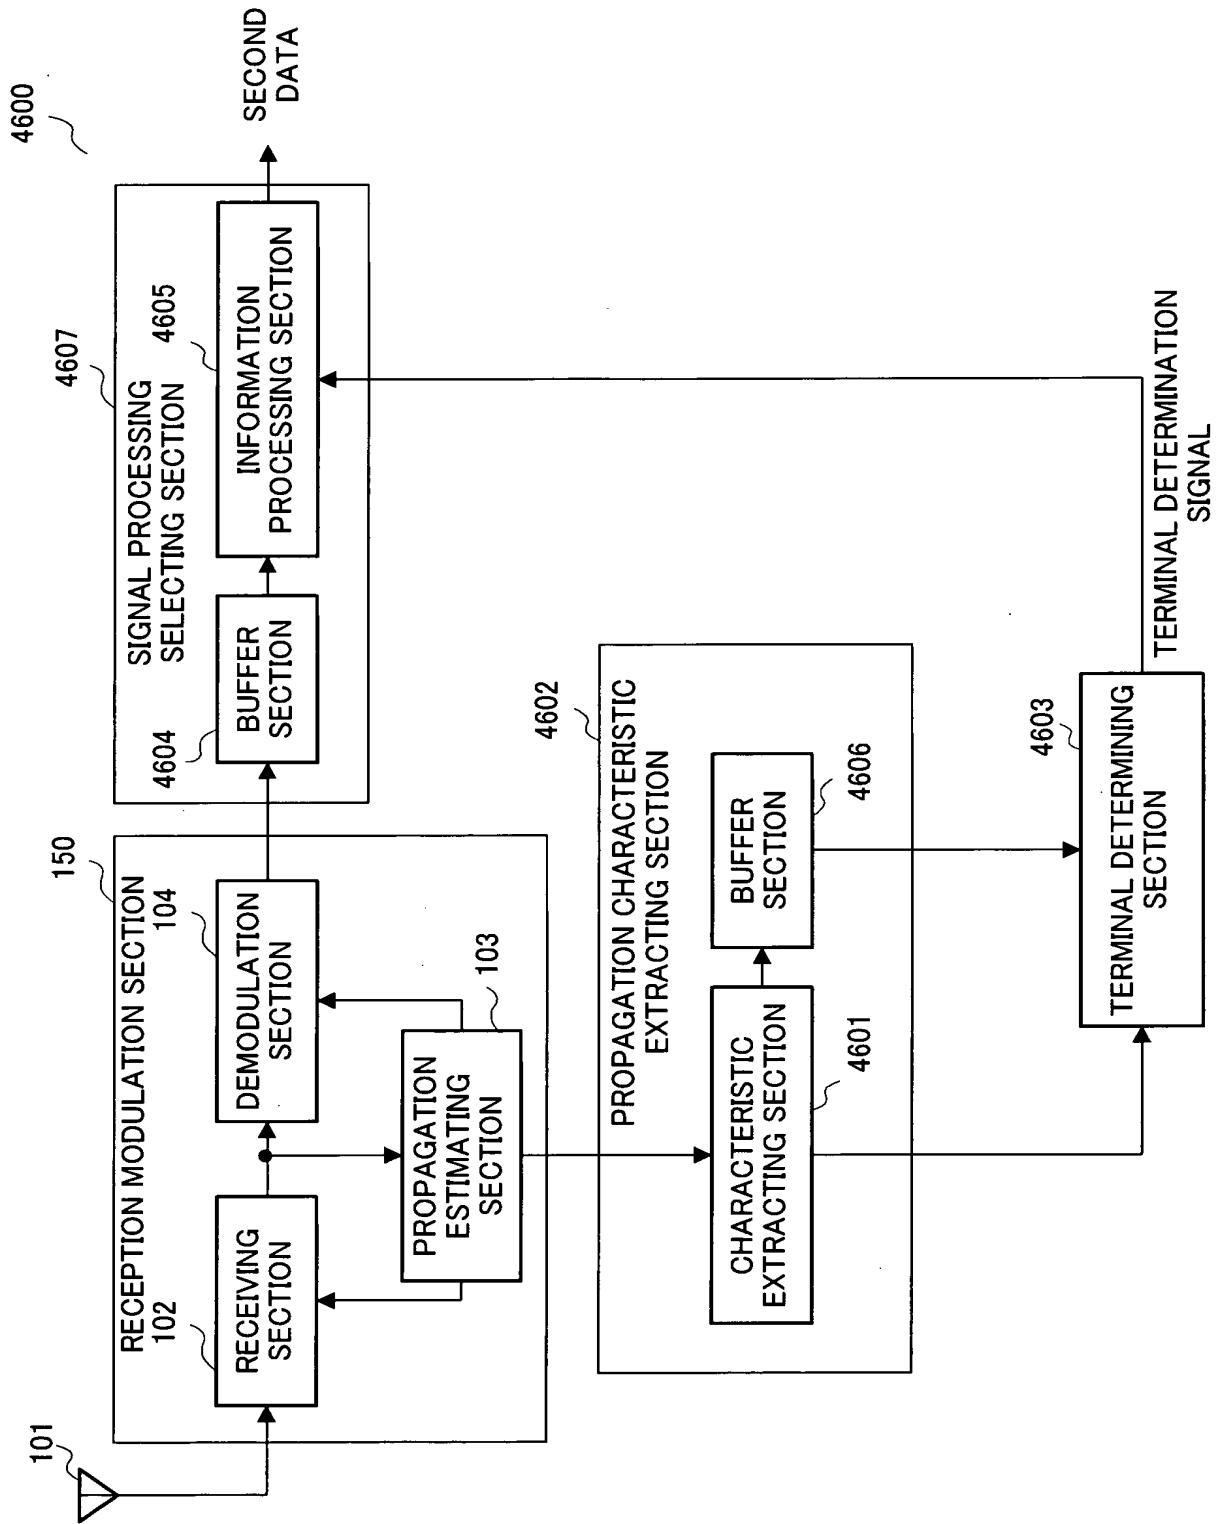 4600
SECOND
DATA
4607
SIGNAL PROCESSING
SELECTING SECTION
4604
BUFFER
SECTION
4605
INFORMATION
PROCESSING SECTION
150
RECEPTION MODULATION SECTION
101
102
RECEIVING
SECTION
104
DEMODULATION
SECTION
103
PROPAGATION
ESTIMATING
SECTION
4602
PROPAGATION CHARACTERISTIC
EXTRACTING SECTION
CHARACTERISTIC
EXTRACTING SECTION
4601
BUFFER
SECTION
4606
4603
TERMINAL DETERMINING
SECTION
TERMINAL DETERMINATION
SIGNAL